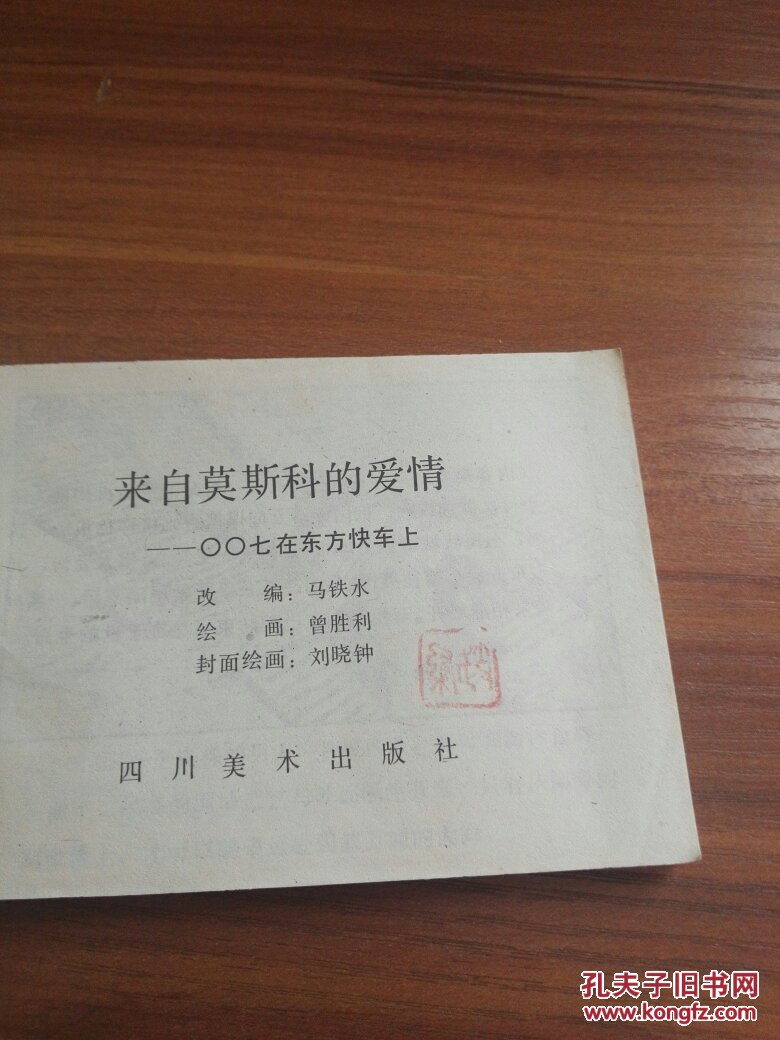 来自莫斯科的爱情
——〇〇七在东方快车上
改　　编：马铁水
绘　　画：曾胜利
封面绘画：刘晓钟
四川美术出版社
孔夫子旧书网
www.kongfz.com